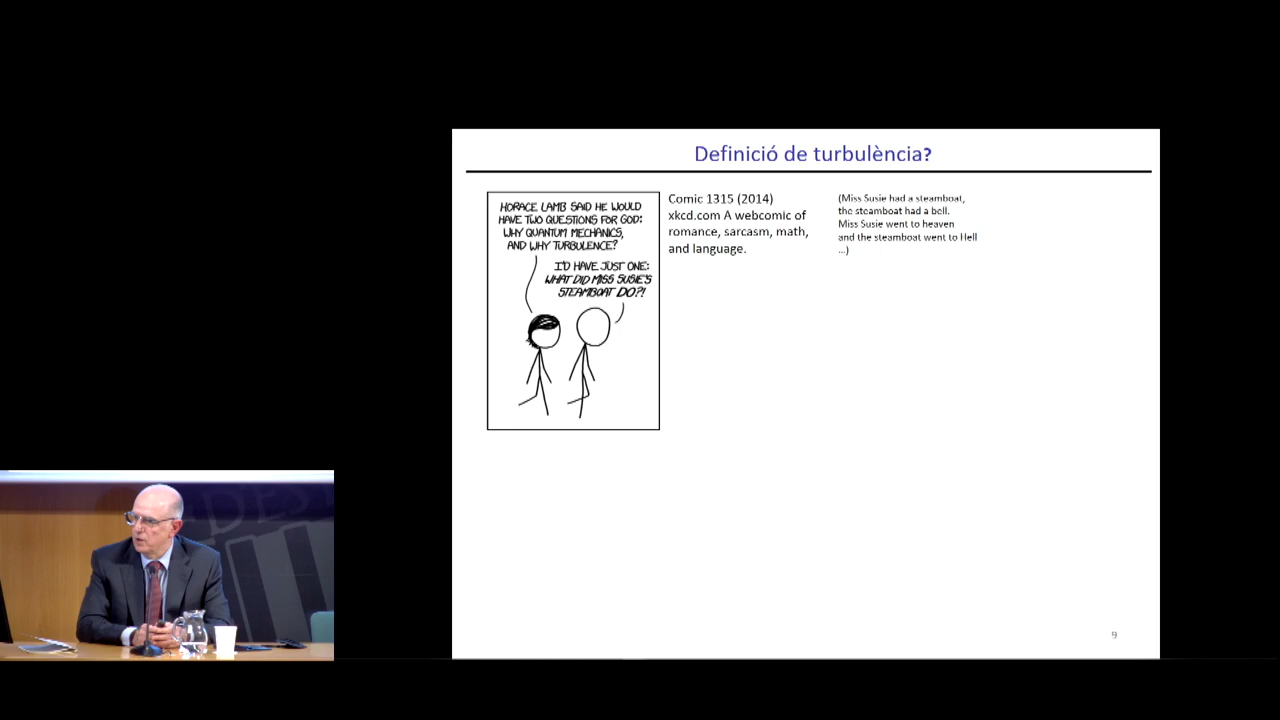 Definició de turbulència?
HORACE LAMB SAID HE WOULD
HAVE TWO QUESTIONS FOR GOD:
WHY QUANTUM MECHANICS,
AND WHY TURBULENCE?
I'D HAVE JUST ONE:
WHAT DID MISS SUSIE'S
STEAMBOAT DO?!
Comic 1315 (2014)
xkcd.com A webcomic of
romance, sarcasm, math,
and language.
(Miss Susie had a steamboat,
the steamboat had a bell.
Miss Susie went to heaven
and the steamboat went to Hell
...)
9